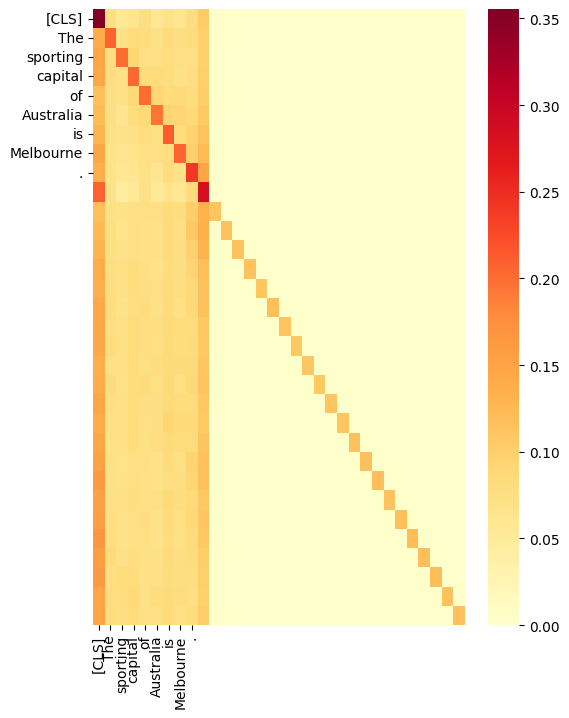 [CLS]
The
sporting
capital
of
Australia
is
Melbourne
.
[CLS]
The
sporting
capital
of
Australia
is
Melbourne
.
0.35
0.30
0.25
0.20
0.15
0.10
0.05
0.00